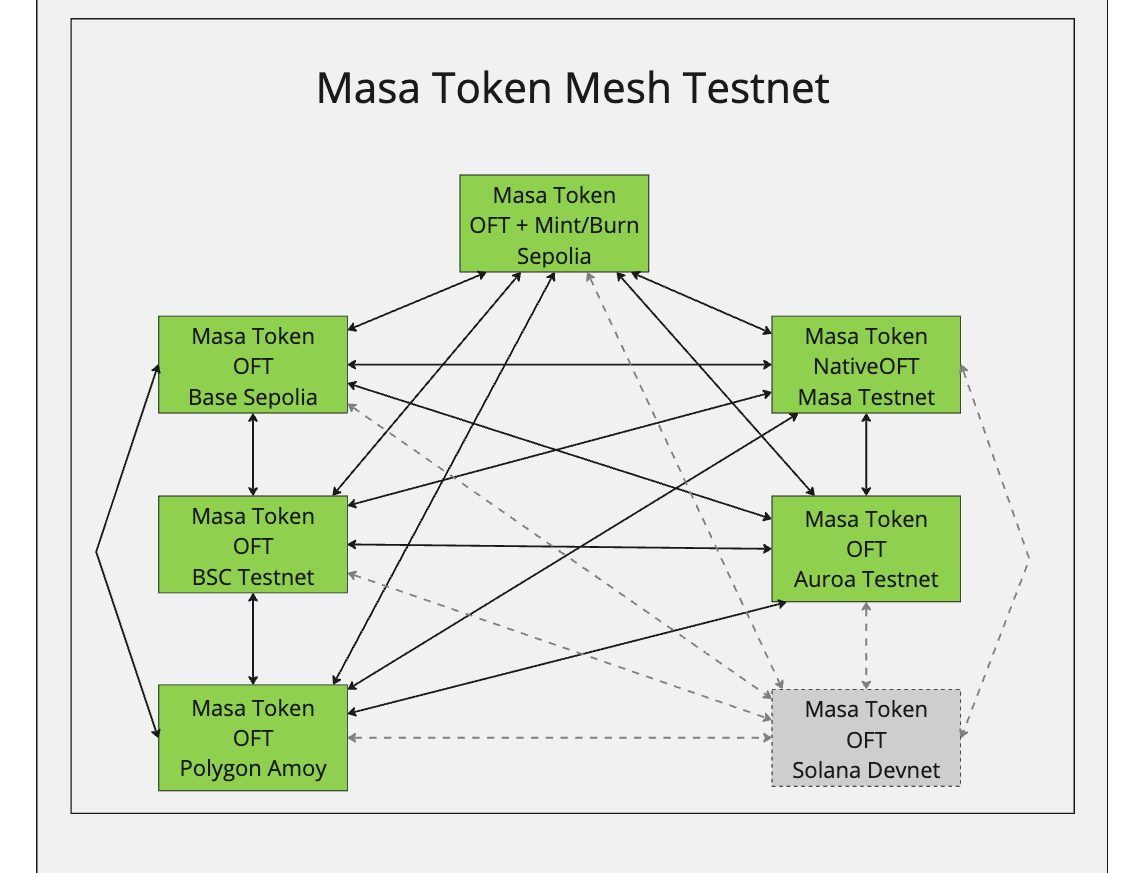 Masa Token Mesh Testnet
Masa Token
OFT + Mint/Burn
Sepolia
Masa Token
OFT
Base Sepolia
Masa Token
NativeOFT
Masa Testnet
Masa Token
OFT
BSC Testnet
Masa Token
OFT
Auroa Testnet
Masa Token
OFT
Polygon Amoy
Masa Token
OFT
Solana Devnet